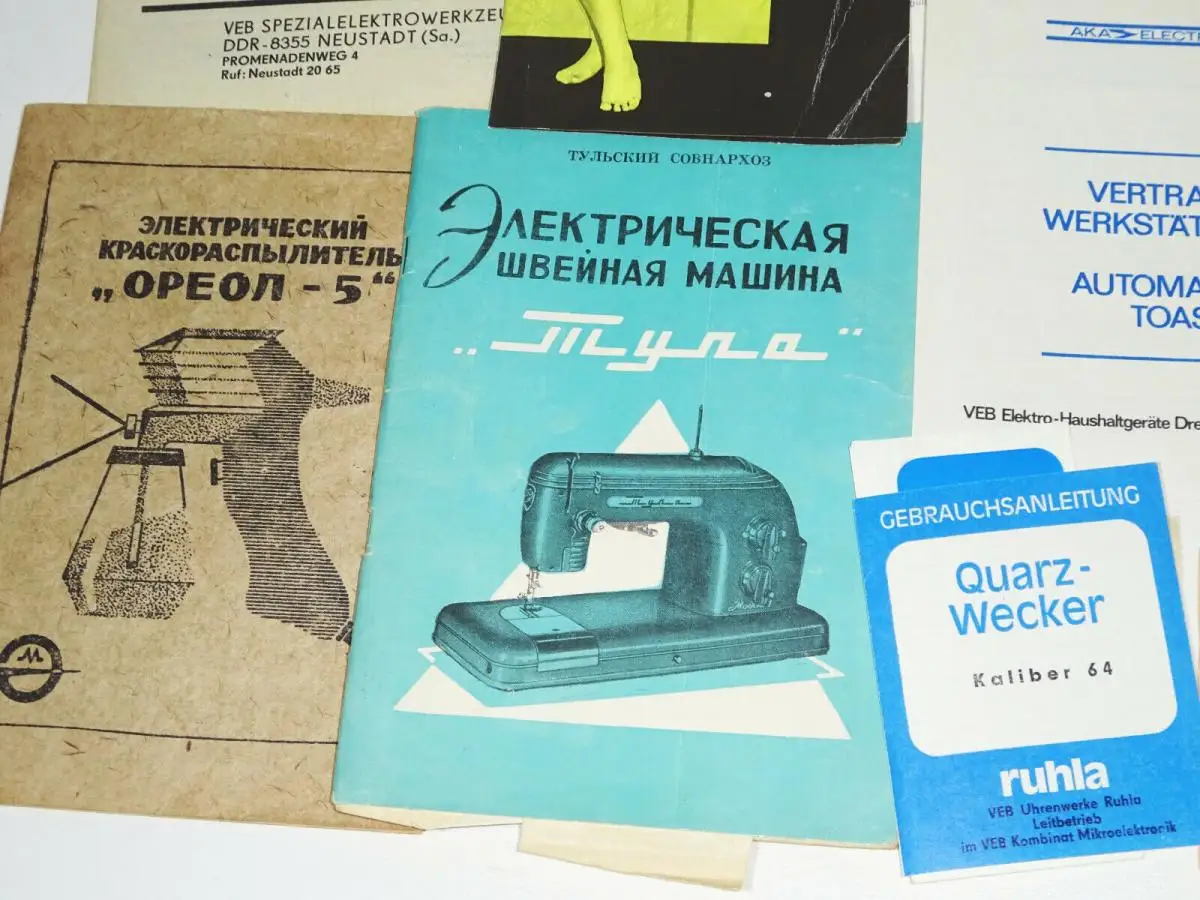 VEB SPEZIALELEKTROWERKZEU
DDR-8355 NEUSTADT (Sa.)
PROMENADENWEG 4
Ruf: Neustadt 20 65
ЭЛЕКТРИЧЕСКИЙ
КРАСКОРАСПЫЛИТЕЛЬ
„ОРЕОЛ - 5"
ТУЛЬСКИЙ СОВНАРХОЗ
ЭЛЕКТРИЧЕСКАЯ
ШВЕЙНАЯ МАШИНА
„Тула"
Тула
AKA ELECTR
VERTRA
WERKSTÄT
AUTOMA
TOAS
VEB Elektro-Haushaltgeräte Dre
GEBRAUCHSANLEITUNG
Quarz-
Wecker
Kaliber 64
ruhla
VEB Uhrenwerke Ruhla
Leitbetrieb
im VEB Kombinat Mikroelektronik